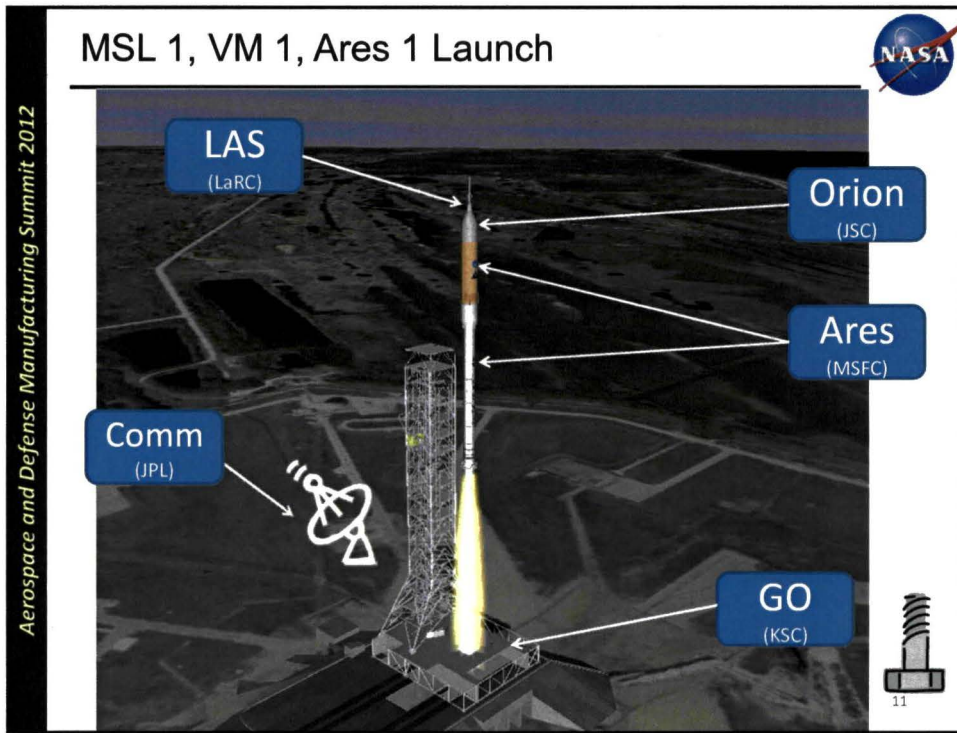 MSL 1, VM 1, Ares 1 Launch
NASA
Aerospace and Defense Manufacturing Summit 2012
LAS
(LaRC)
Orion
(JSC)
Ares
(MSFC)
Comm
(JPL)
GO
(KSC)
11